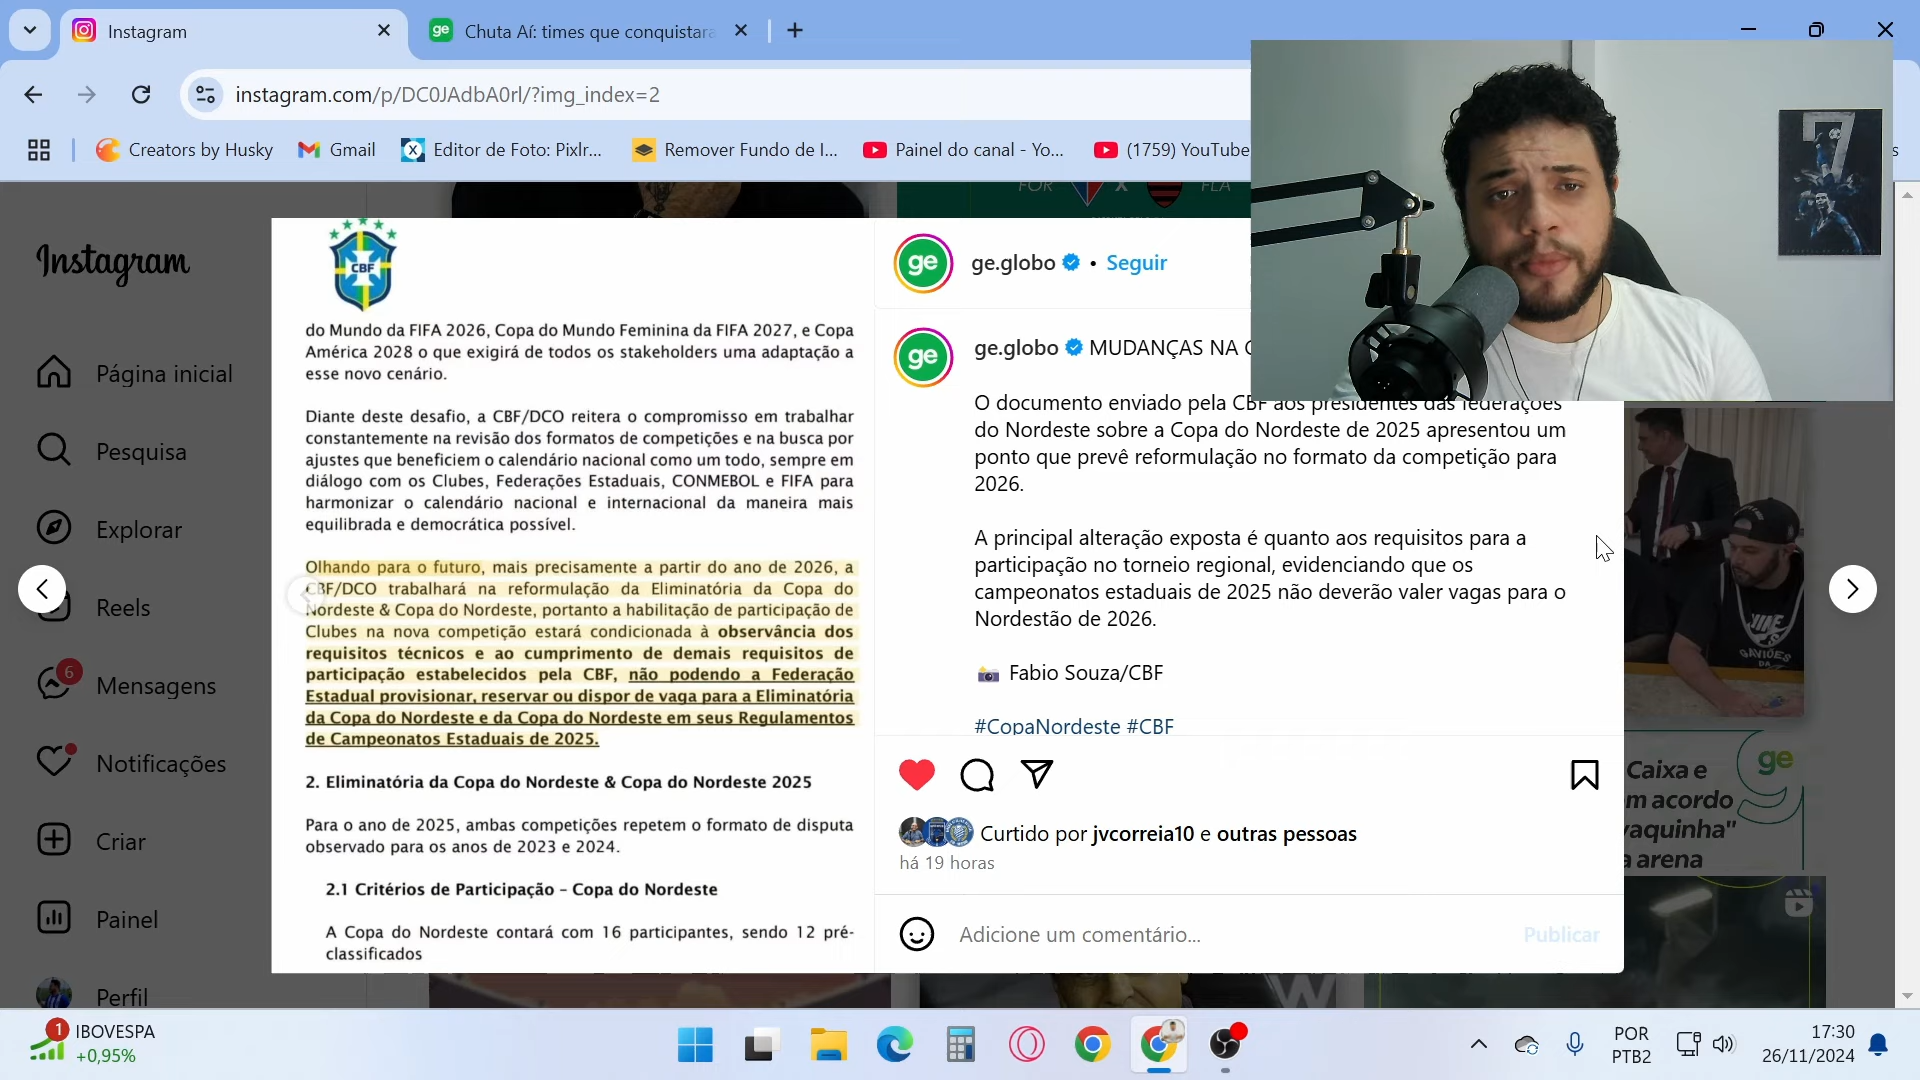 Instagram
ge
Chuta Aí: times que conquistara
instagram.com/p/DC0JAdbA0rl/?img_index=2
Creators by Husky
Gmail
Editor de Foto: Pixlr...
Remover Fundo de I...
Painel do canal - Yo...
(1759) YouTube
s
FOR
X
FLA
7
Instagram
Página inicial
Pesquisa
Explorar
Reels
6
Mensagens
Notificações
Criar
Painel
Perfil
CBF
do Mundo da FIFA 2026, Copa do Mundo Feminina da FIFA 2027, e Copa
América 2028 o que exigirá de todos os stakeholders uma adaptação a
esse novo cenário.
Diante deste desafio, a CBF/DCO reitera o compromisso em trabalhar
constantemente na revisão dos formatos de competições e na busca por
ajustes que beneficiem o calendário nacional como um todo, sempre em
diálogo com os Clubes, Federações Estaduais, CONMEBOL e FIFA para
harmonizar o calendário nacional e internacional da maneira mais
equilibrada e democrática possível.
Olhando para o futuro, mais precisamente a partir do ano de 2026, a
CBF/DCO trabalhará na reformulação da Eliminatória da Copa do
Nordeste & Copa do Nordeste, portanto a habilitação de participação de
Clubes na nova competição estará condicionada à observância dos
requisitos técnicos e ao cumprimento de demais requisitos de
participação estabelecidos pela CBF, não podendo a Federação
Estadual provisionar, reservar ou dispor de vaga para a Eliminatória
da Copa do Nordeste e da Copa do Nordeste em seus Regulamentos
de Campeonatos Estaduais de 2025.
2. Eliminatória da Copa do Nordeste & Copa do Nordeste 2025
Para o ano de 2025, ambas competições repetem o formato de disputa
observado para os anos de 2023 e 2024.
2.1 Critérios de Participação – Copa do Nordeste
A Copa do Nordeste contará com 16 participantes, sendo 12 pré-
classificados
ge
ge.globo • Seguir
ge
ge.globo MUDANÇAS NA
O documento enviado pela CBF aos presidentes das federações
do Nordeste sobre a Copa do Nordeste de 2025 apresentou um
ponto que prevê reformulação no formato da competição para
2026.
A principal alteração exposta é quanto aos requisitos para a
participação no torneio regional, evidenciando que os
campeonatos estaduais de 2025 não deverão valer vagas para o
Nordestão de 2026.
Fabio Souza/CBF
#CopaNordeste #CBF
Curtido por jvcorreia10 e outras pessoas
há 19 horas
Adicione um comentário...
Publicar
GAVIÕES
DA
ge
Caixa e
m acordo
vaquinha"
a arena
W
1
IBOVESPA
+0,95%
POR
PTB2
17:30
26/11/2024